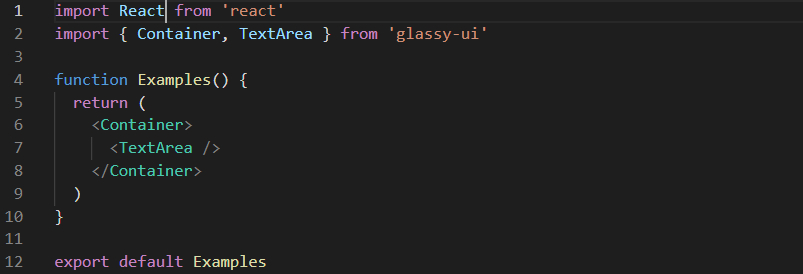 1 import React from 'react'
2 import { Container, TextArea } from 'glassy-ui'
3
4 function Examples() {
5   return (
6     <Container>
7       <TextArea />
8     </Container>
9   )
10 }
11
12 export default Examples